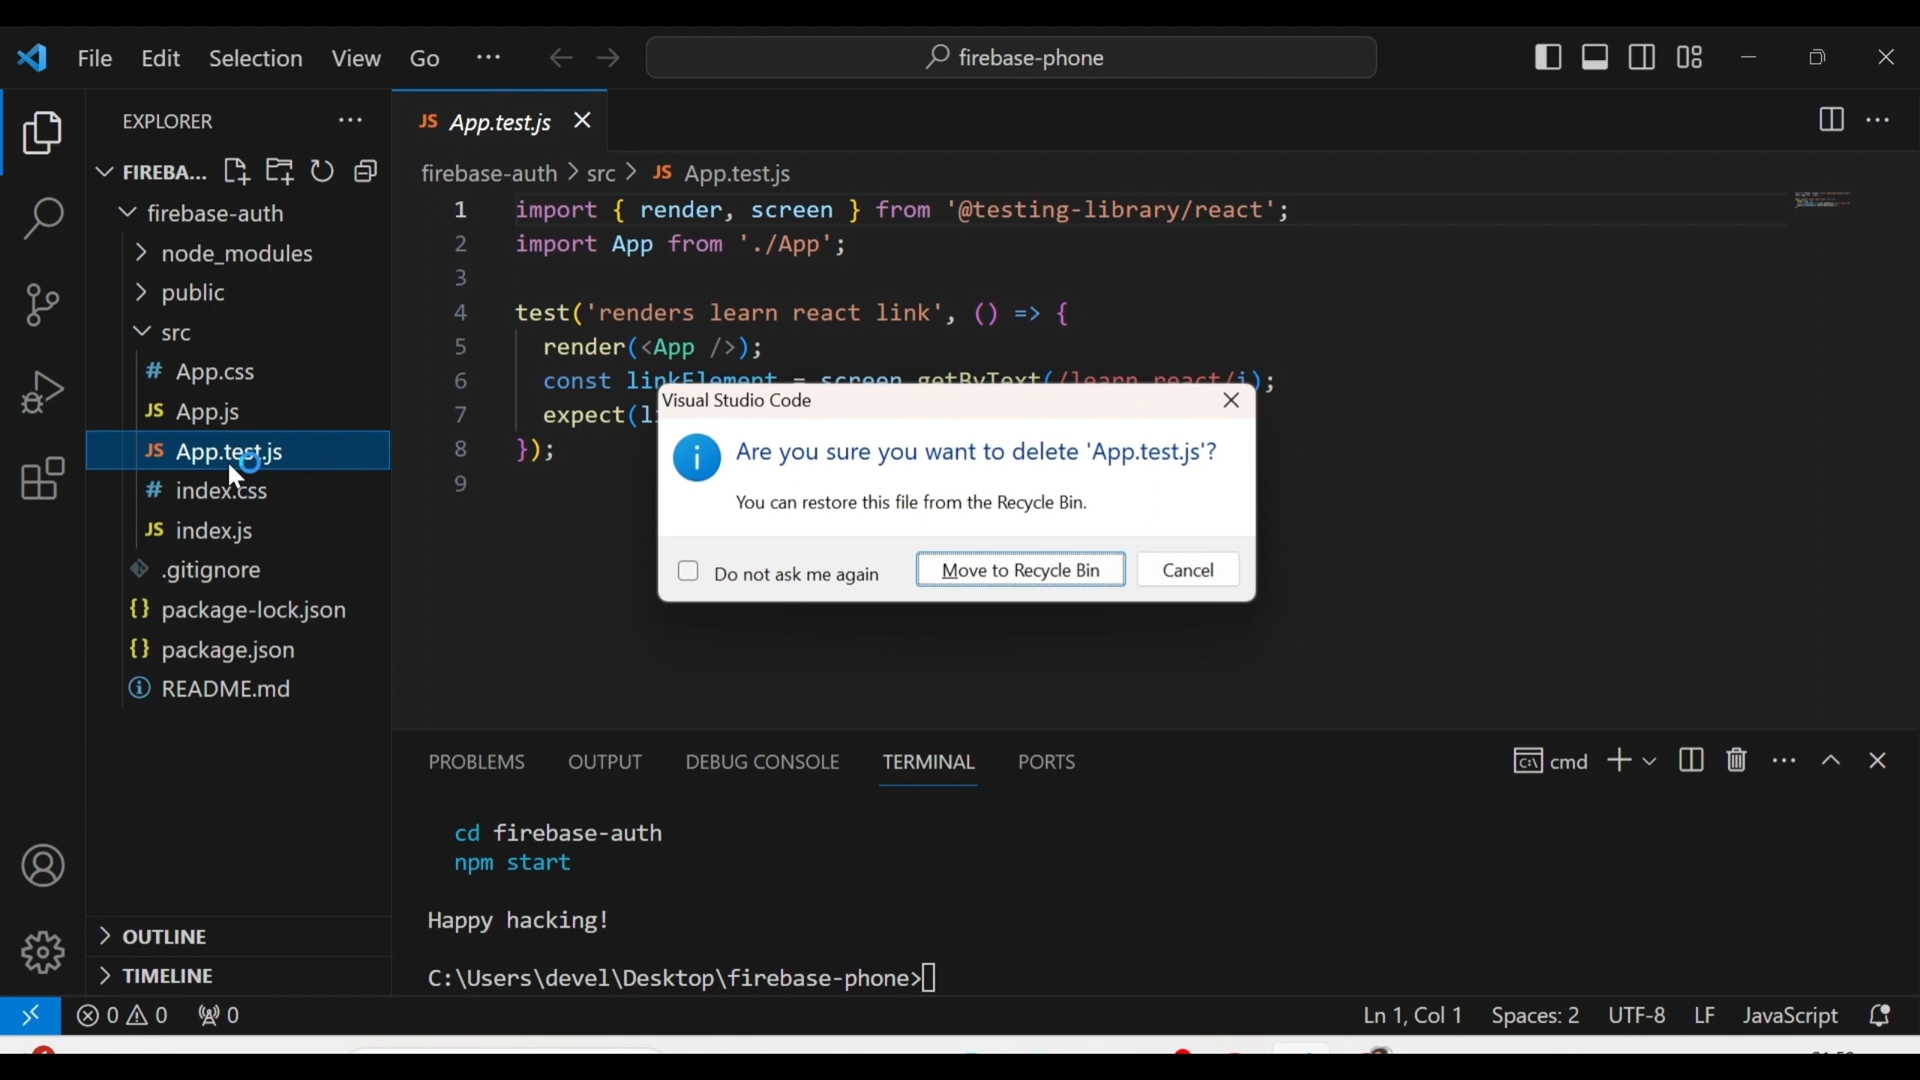 File Edit Selection View Go ··· firebase-phone
EXPLORER ···
FIREBA...
firebase-auth
node_modules
public
src
# App.css
JS App.js
JS App.test.js
# index.css
JS index.js
.gitignore
{} package-lock.json
{} package.json
README.md
OUTLINE
TIMELINE
JS App.test.js
firebase-auth > src > JS App.test.js
1 import { render, screen } from '@testing-library/react';
2 import App from './App';
3
4 test('renders learn react link', () => {
5 render(<App />);
6 const linkElement = screen.getByText(/learn react/i);
7 expect(li
8 });
9
Visual Studio Code
Are you sure you want to delete 'App.test.js'?
You can restore this file from the Recycle Bin.
Do not ask me again Move to Recycle Bin Cancel
PROBLEMS OUTPUT DEBUG CONSOLE TERMINAL PORTS cmd
cd firebase-auth
npm start
Happy hacking!
C:\Users\devel\Desktop\firebase-phone>
0 0 0 Ln 1, Col 1 Spaces: 2 UTF-8 LF JavaScript